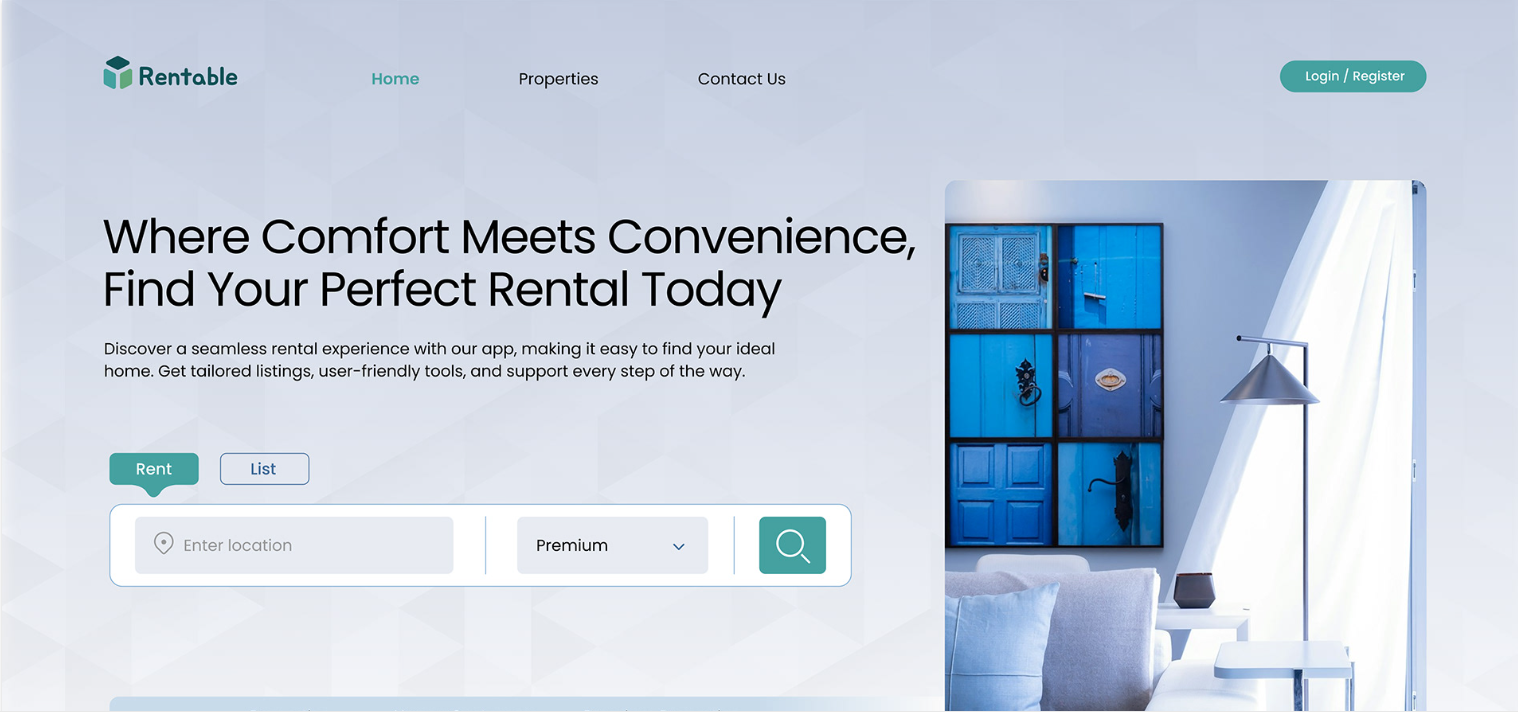 Rentable
Home
Properties
Contact Us
Login / Register
Where Comfort Meets Convenience,
Find Your Perfect Rental Today
Discover a seamless rental experience with our app, making it easy to find your ideal
home. Get tailored listings, user-friendly tools, and support every step of the way.
Rent
List
Enter location
Premium